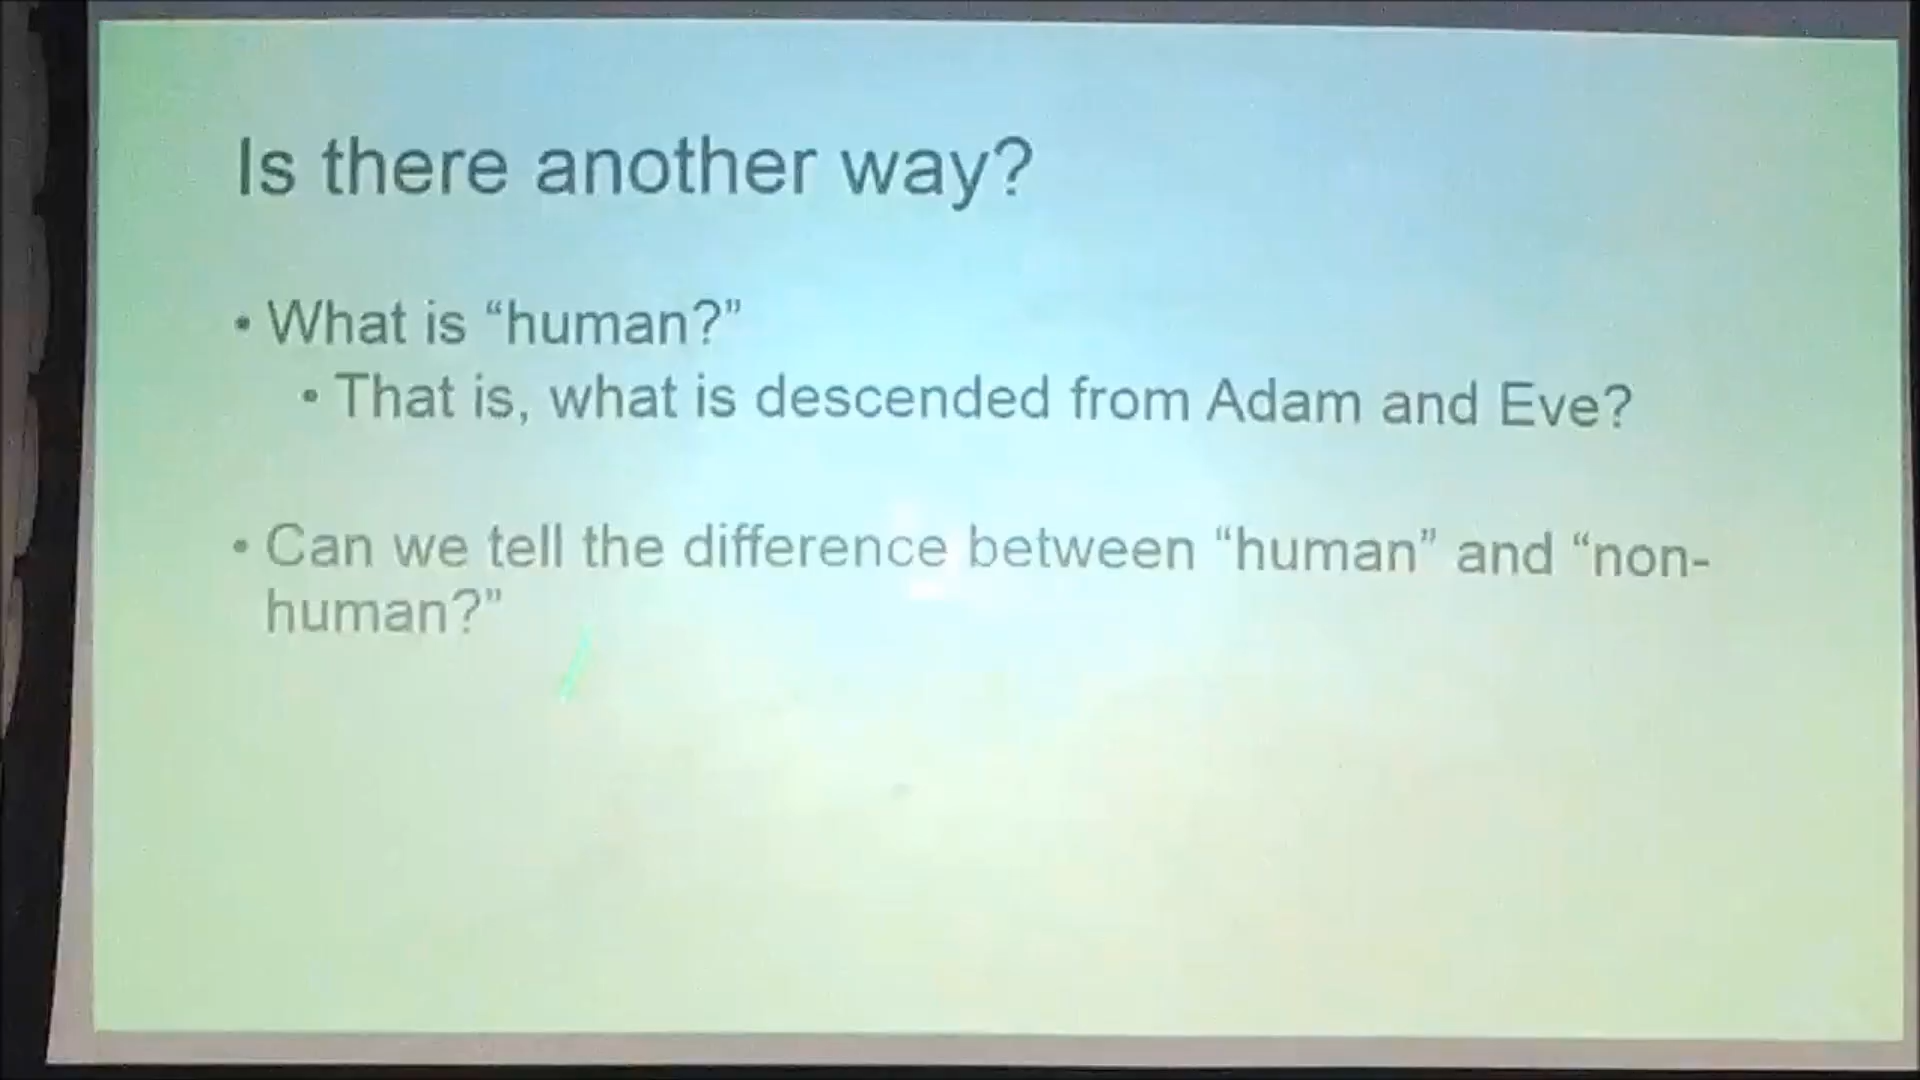 Is there another way?
• What is “human?”
• That is, what is descended from Adam and Eve?
• Can we tell the difference between “human” and “non-
human?”